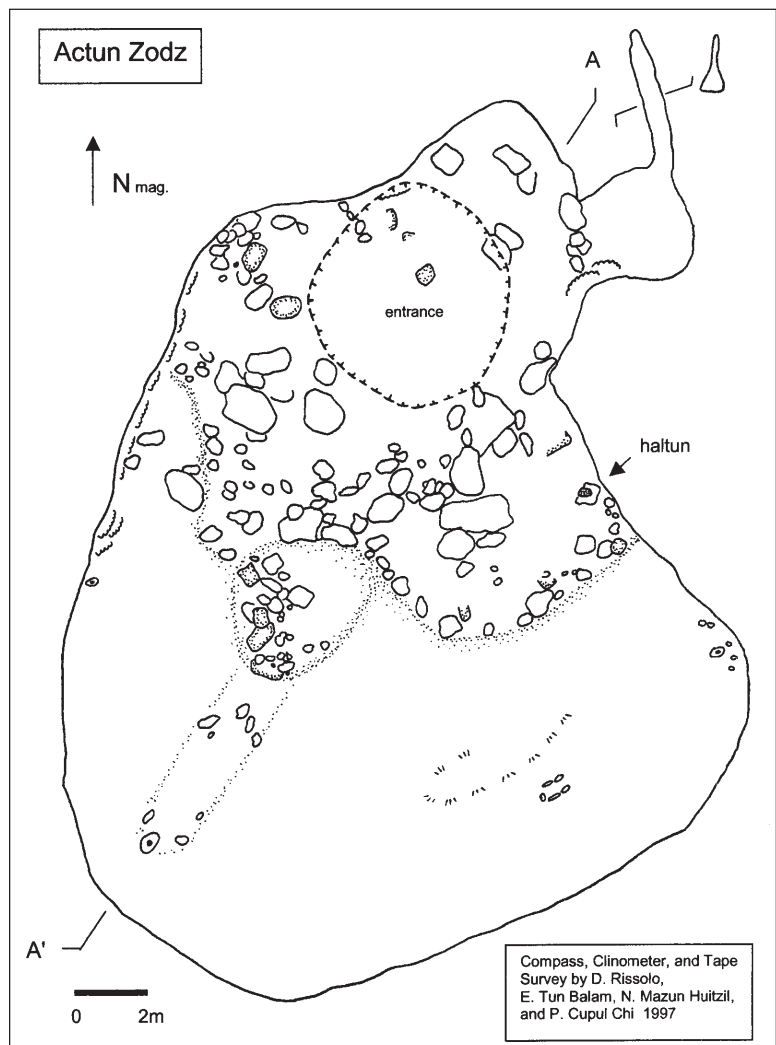 Actun Zodz
A
N mag.
entrance
haltun
A'
0 2m
Compass, Clinometer, and Tape
Survey by D. Rissolo,
E. Tun Balam, N. Mazun Huitzil,
and P. Cupul Chi 1997